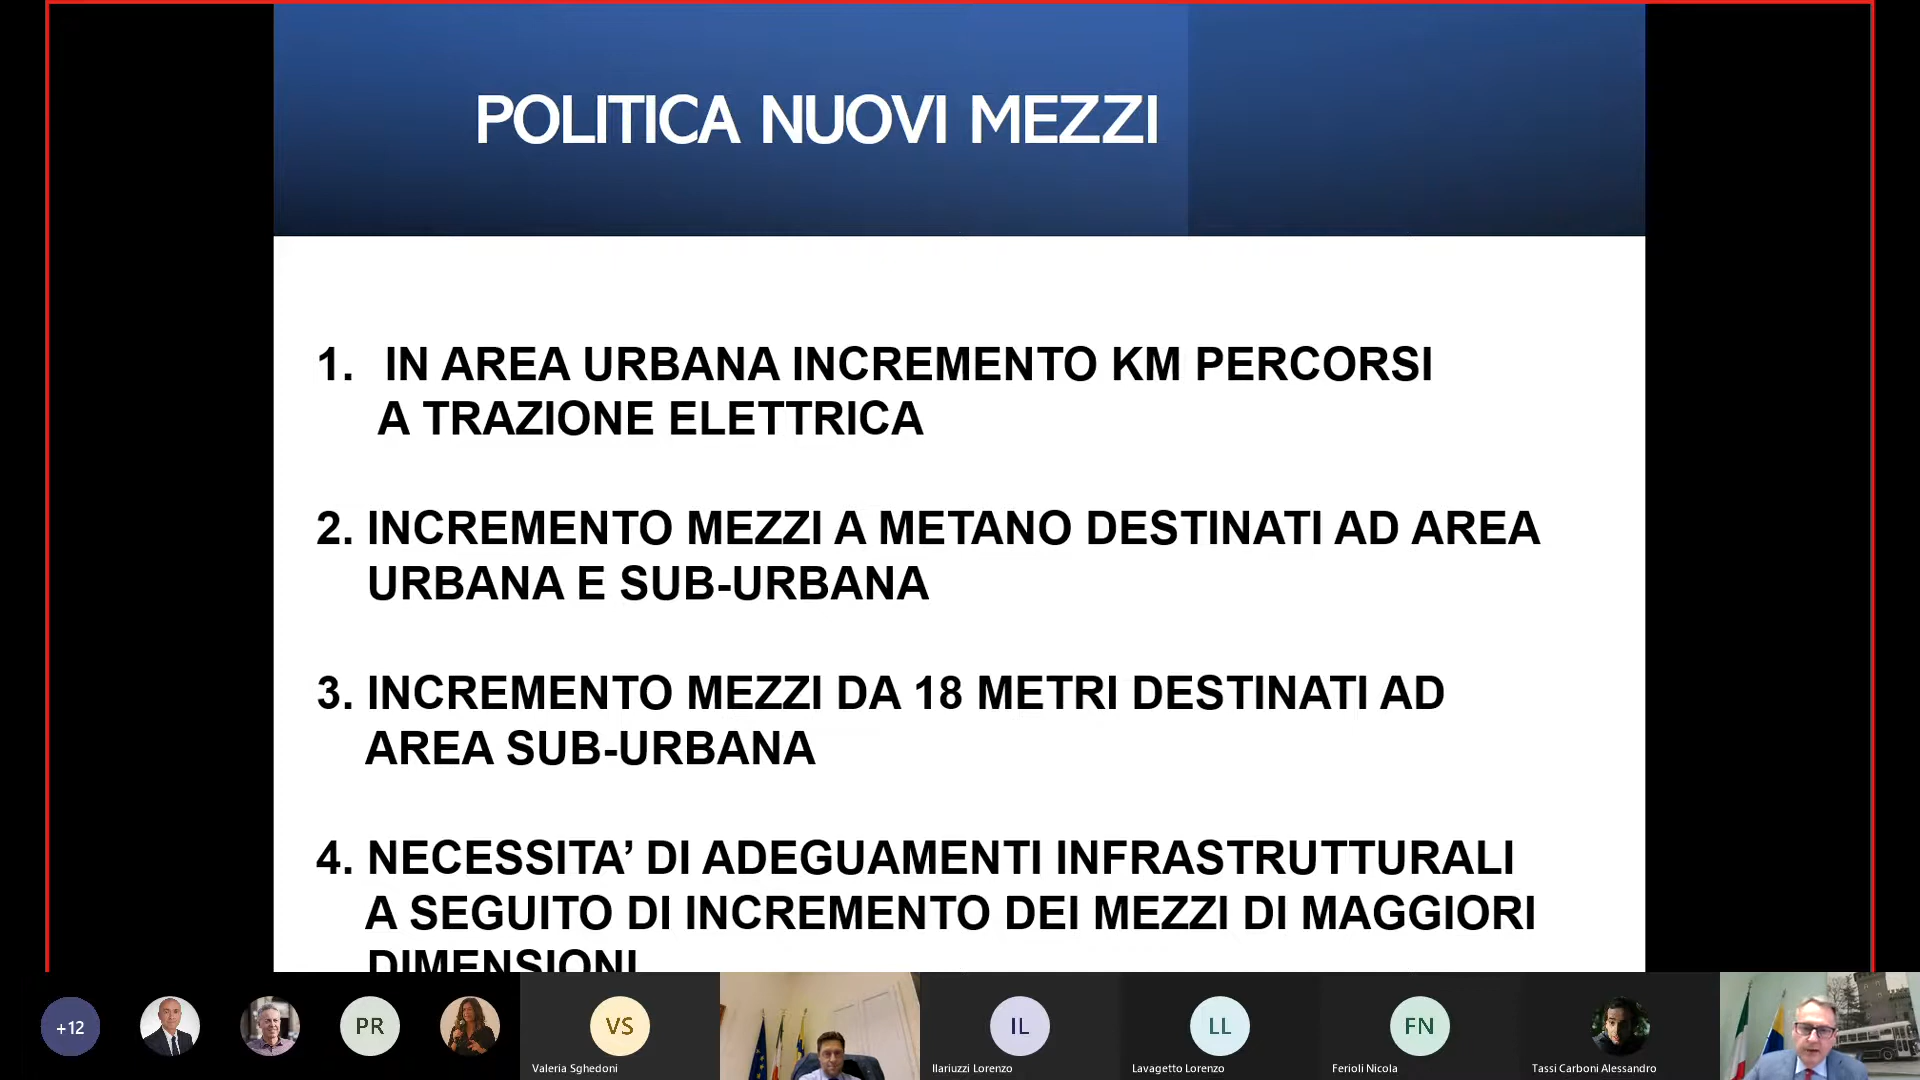 POLITICA NUOVI MEZZI
1. IN AREA URBANA INCREMENTO KM PERCORSI
A TRAZIONE ELETTRICA
2. INCREMENTO MEZZI A METANO DESTINATI AD AREA
URBANA E SUB-URBANA
3. INCREMENTO MEZZI DA 18 METRI DESTINATI AD
AREA SUB-URBANA
4. NECESSITA’ DI ADEGUAMENTI INFRASTRUTTURALI
A SEGUITO DI INCREMENTO DEI MEZZI DI MAGGIORI
DIMENSIONI
+12
PR
VS
IL
LL
FN
Valeria Sghedoni
Ilariuzzi Lorenzo
Lavagetto Lorenzo
Ferioli Nicola
Tassi Carboni Alessandro